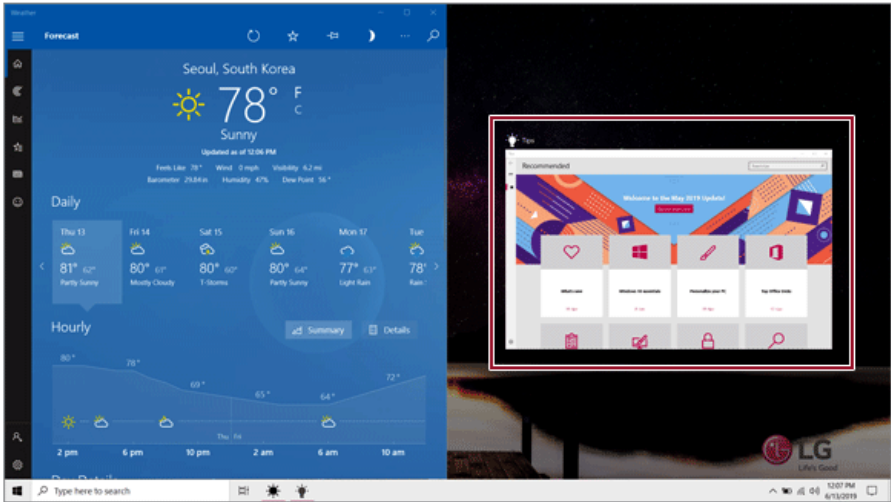 Weather
Forecast
Seoul, South Korea
78° F
C
Sunny
Updated as of 12:06 PM
Feels Like 78° Wind 0 mph Visibility 6.2 mi
Barometer 29.84 in Humidity 47% Dew Point 56°
Daily
Thu 13 Fri 14 Sat 15 Sun 16 Mon 17 Tue
81° 62° 80° 61° 80° 60° 80° 64° 77° 63° 78°
Partly Sunny Mostly Cloudy T-Storms Partly Sunny Light Rain Rain
Hourly
Summary Details
80° 78° 69° 65° 64° 72°
Thu Fri
2 pm 6 pm 10 pm 2 am 6 am 10 am
Day Details
Tips
Recommended
Welcome to the May 2019 Update!
What's new Windows 10 essentials Personalize your PC
LG
Life's Good
Type here to search
12:07 PM
6/13/2019